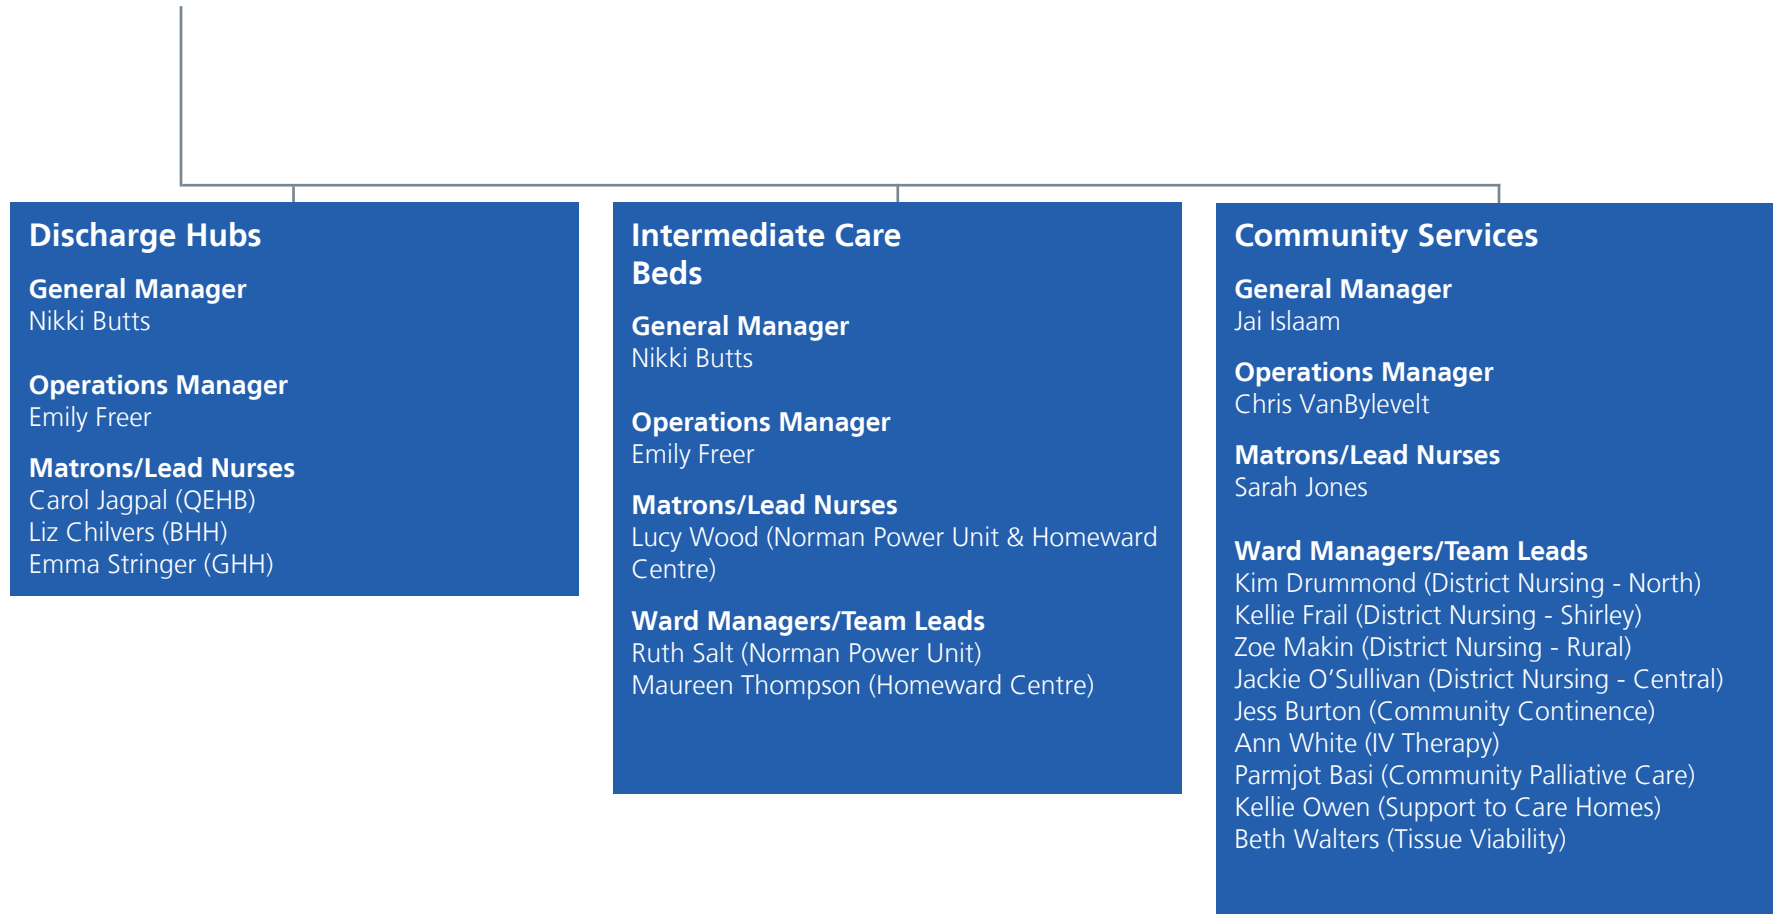 Discharge Hubs
General Manager
Nikki Butts
Operations Manager
Emily Freer
Matrons/Lead Nurses
Carol Jagpal (QEHB)
Liz Chilvers (BHH)
Emma Stringer (GHH)
Intermediate Care
Beds
General Manager
Nikki Butts
Operations Manager
Emily Freer
Matrons/Lead Nurses
Lucy Wood (Norman Power Unit & Homeward
Centre)
Ward Managers/Team Leads
Ruth Salt (Norman Power Unit)
Maureen Thompson (Homeward Centre)
Community Services
General Manager
Jai Islaam
Operations Manager
Chris VanBylevelt
Matrons/Lead Nurses
Sarah Jones
Ward Managers/Team Leads
Kim Drummond (District Nursing - North)
Kellie Frail (District Nursing - Shirley)
Zoe Makin (District Nursing - Rural)
Jackie O’Sullivan (District Nursing - Central)
Jess Burton (Community Continence)
Ann White (IV Therapy)
Parmjot Basi (Community Palliative Care)
Kellie Owen (Support to Care Homes)
Beth Walters (Tissue Viability)